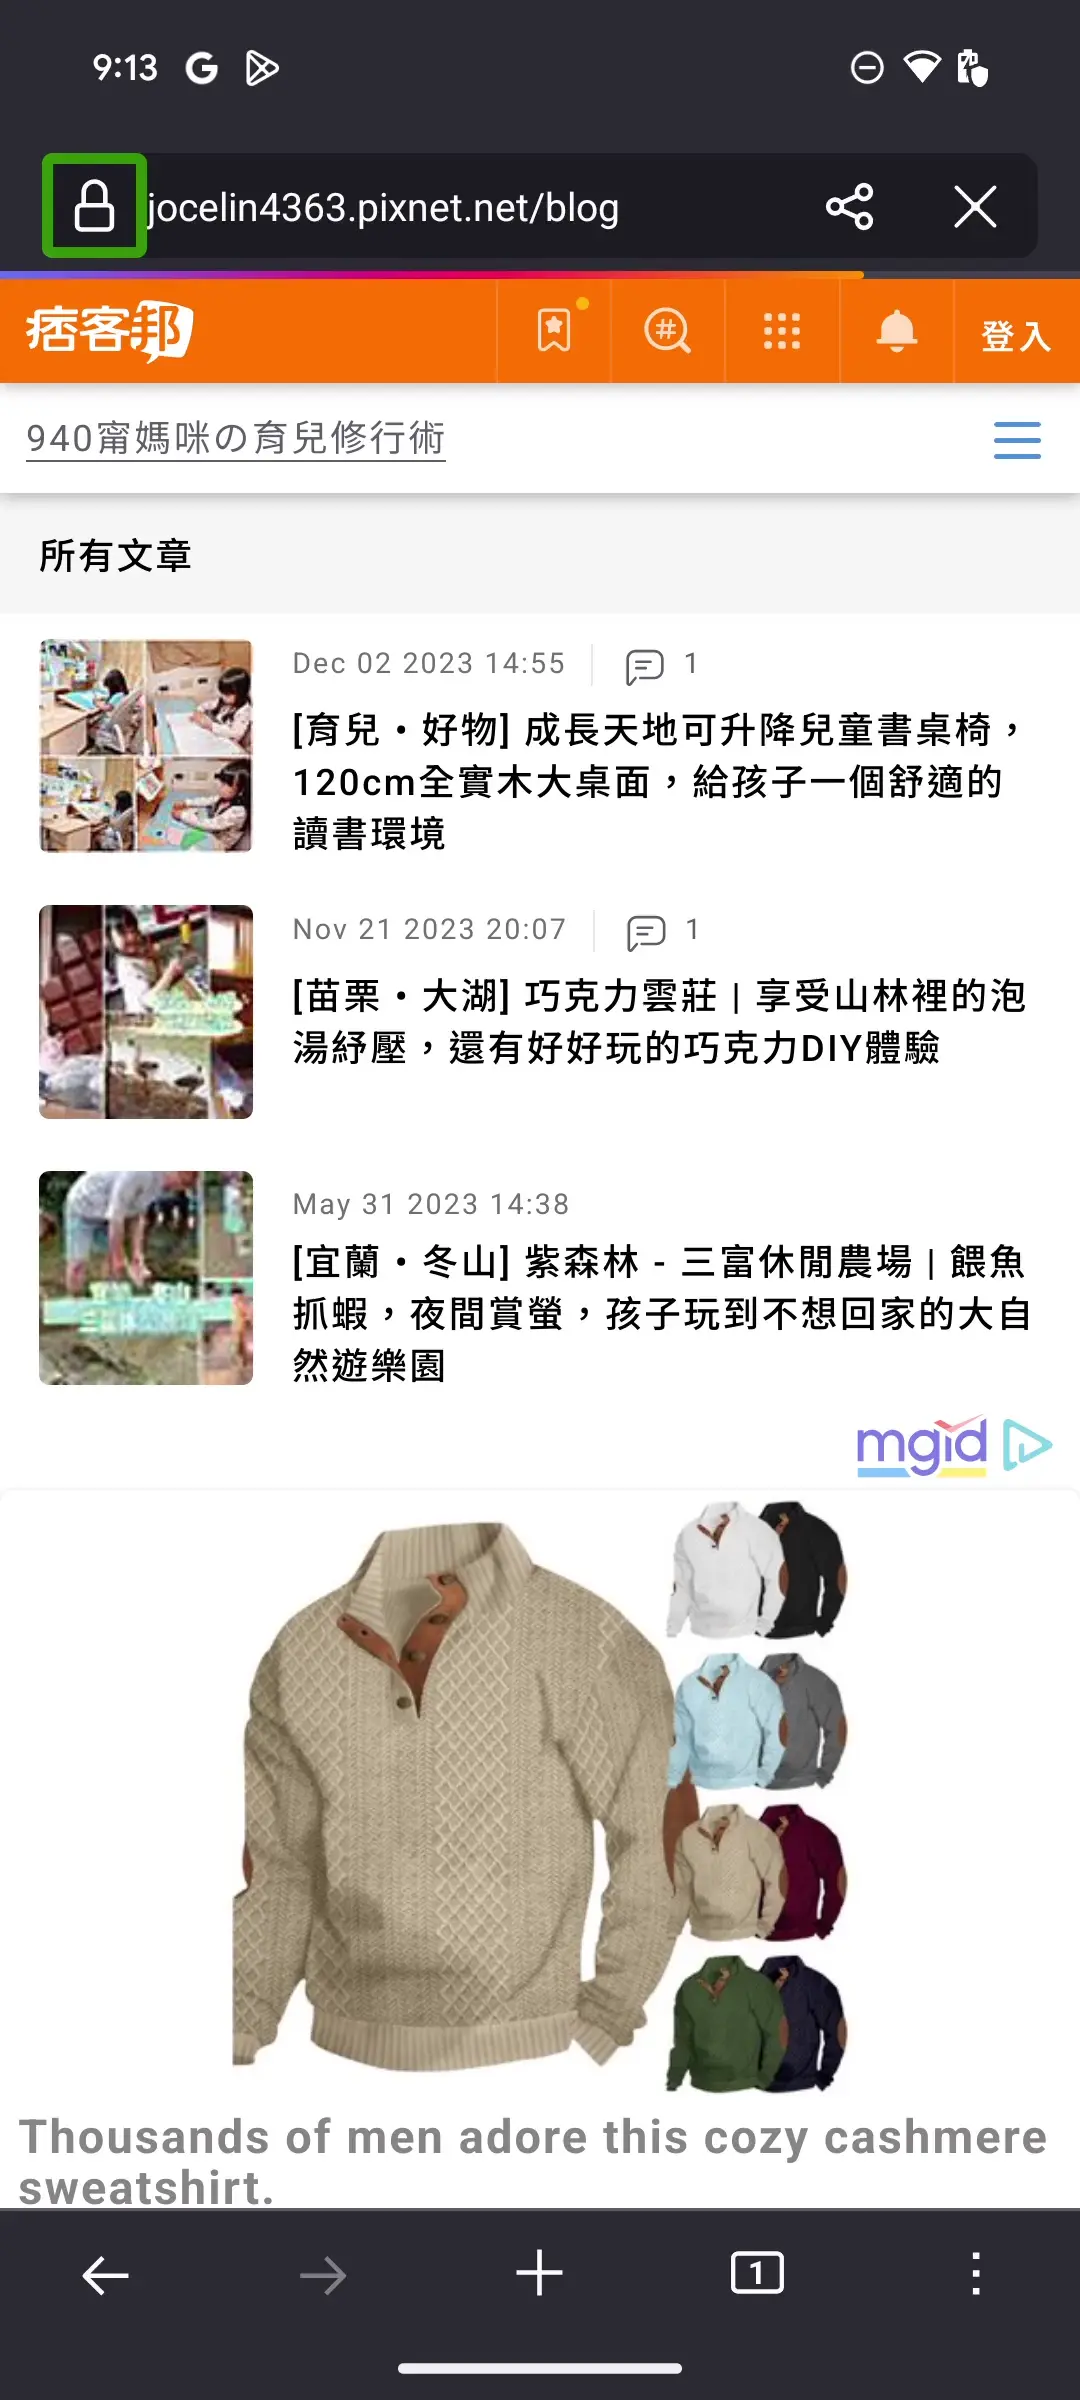 9:13
jocelin4363.pixnet.net/blog
痞客邦
登入
940甯媽咪の育兒修行術
所有文章
Dec 02 2023 14:55
1
[育兒・好物] 成長天地可升降兒童書桌椅，
120cm全實木大桌面，給孩子一個舒適的
讀書環境
Nov 21 2023 20:07
1
[苗栗・大湖] 巧克力雲莊 | 享受山林裡的泡
湯紓壓，還有好好玩的巧克力DIY體驗
May 31 2023 14:38
[宜蘭・冬山] 紫森林 - 三富休閒農場 | 餵魚
抓蝦，夜間賞螢，孩子玩到不想回家的大自
然遊樂園
mgid
Thousands of men adore this cozy cashmere
sweatshirt.
1